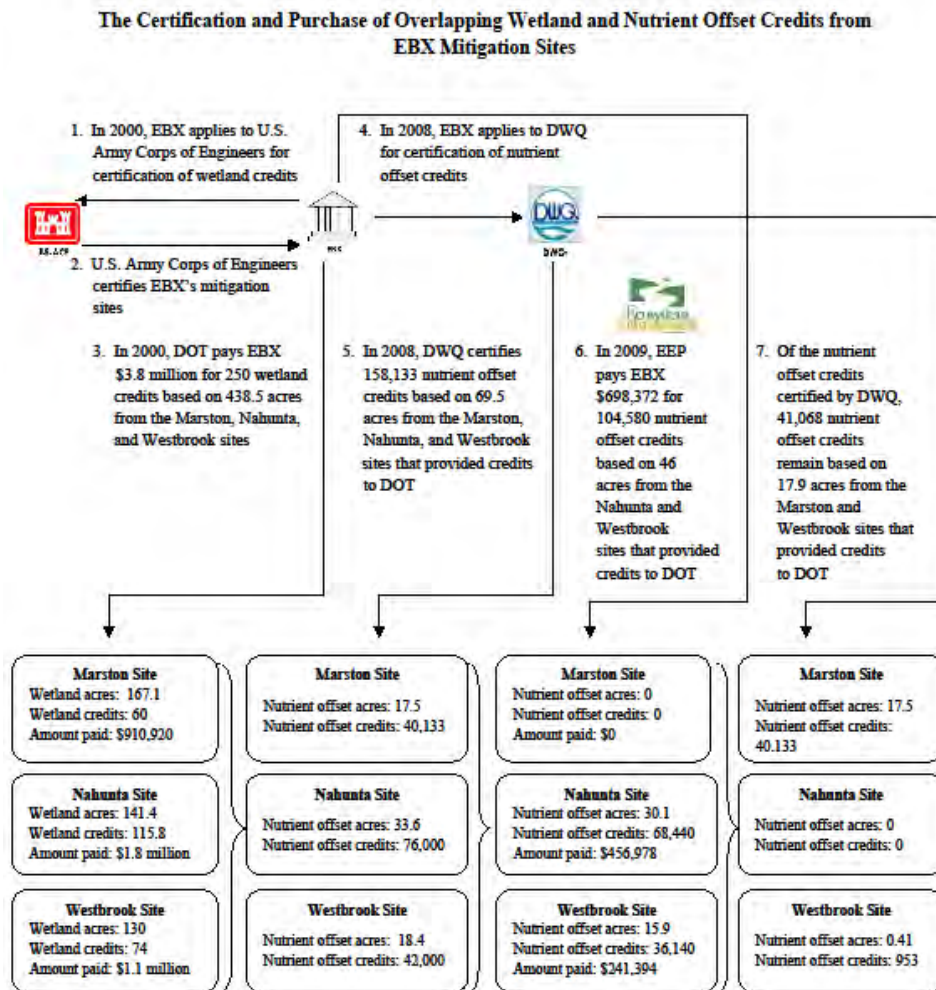 The Certification and Purchase of Overlapping Wetland and Nutrient Offset Credits from
EBX Mitigation Sites
1. In 2000, EBX applies to U.S.
Army Corps of Engineers for
certification of wetland credits
4. In 2008, EBX applies to DWQ
for certification of nutrient
offset credits
DWQ
2. U.S. Army Corps of Engineers
certifies EBX's mitigation
sites
3. In 2000, DOT pays EBX
$3.8 million for 250 wetland
credits based on 438.5 acres
from the Marston, Nahunta,
and Westbrook sites
5. In 2008, DWQ certifies
158,133 nutrient offset
credits based on 69.5
acres from the Marston,
Nahunta, and Westbrook
sites that provided credits
to DOT
6. In 2009, EEP
pays EBX
$698,372 for
104,580 nutrient
offset credits
based on 46
acres from the
Nahunta and
Westbrook
sites that provided
credits to DOT
7. Of the nutrient
offset credits
certified by DWQ,
41,068 nutrient
offset credits
remain based on
17.9 acres from the
Marston and
Westbrook sites that
provided credits
to DOT
Marston Site
Wetland acres: 167.1
Wetland credits: 60
Amount paid: $910,920
Marston Site
Nutrient offset acres: 17.5
Nutrient offset credits: 40,133
Marston Site
Nutrient offset acres: 0
Nutrient offset credits: 0
Amount paid: $0
Marston Site
Nutrient offset acres: 17.5
Nutrient offset credits:
40.133
Nahunta Site
Wetland acres: 141.4
Wetland credits: 115.8
Amount paid: $1.8 million
Nahunta Site
Nutrient offset acres: 33.6
Nutrient offset credits: 76,000
Nahunta Site
Nutrient offset acres: 30.1
Nutrient offset credits: 68,440
Amount paid: $456,978
Nahunta Site
Nutrient offset acres: 0
Nutrient offset credits: 0
Westbrook Site
Wetland acres: 130
Wetland credits: 74
Amount paid: $1.1 million
Westbrook Site
Nutrient offset acres: 18.4
Nutrient offset credits: 42,000
Westbrook Site
Nutrient offset acres: 15.9
Nutrient offset credits: 36,140
Amount paid: $241,394
Westbrook Site
Nutrient offset acres: 0.41
Nutrient offset credits: 953